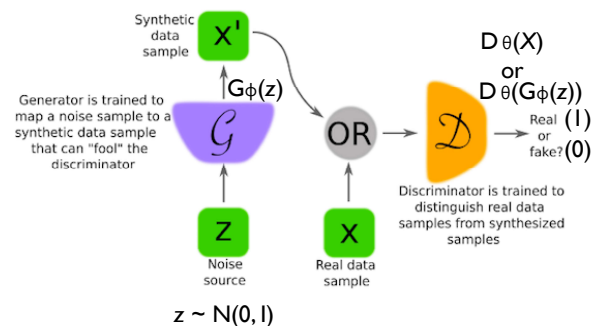 Synthetic
data
sample
X'
Gϕ(z)
Generator is trained to
map a noise sample to a
synthetic data sample
that can "fool" the
discriminator
G
Z
Noise
source
z ~ N(0, I)
OR
X
Real data
sample
D
D θ(X)
or
D θ(Gϕ(z))
Real (1)
or
fake? (0)
Discriminator is trained to
distinguish real data
samples from synthesized
samples